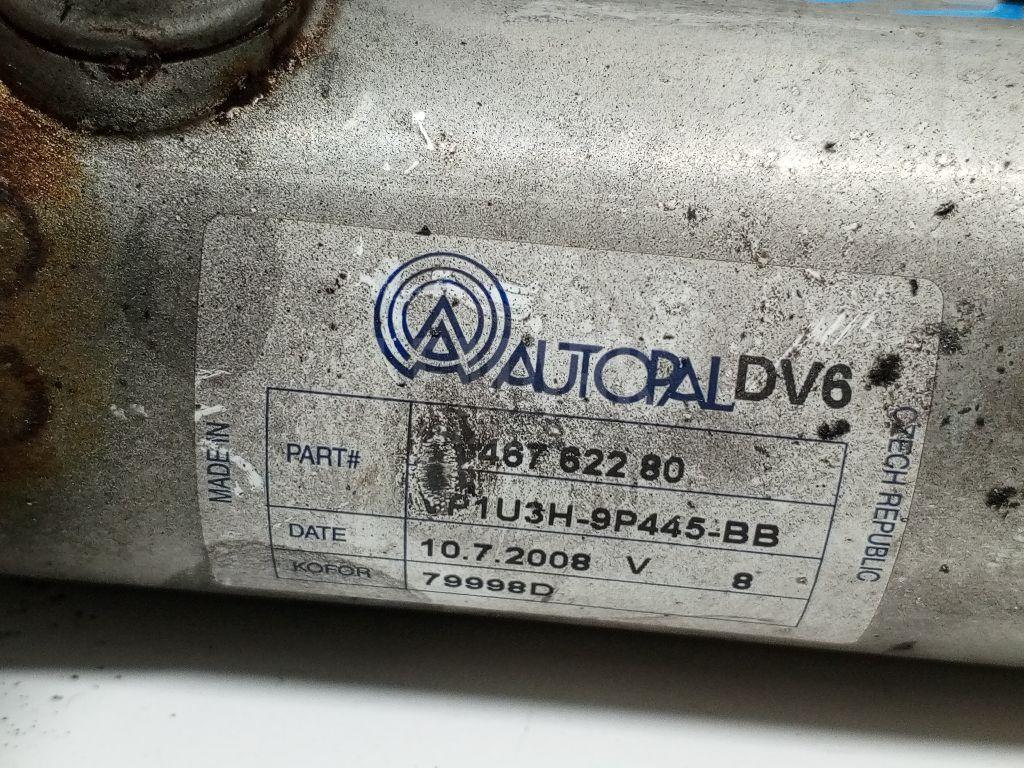 AUTOPAL DV6
MADE IN
CZECH REPUBLIC
PART# 467 622 80
VP1U3H-9P445-BB
DATE 10.7.2008 V 8
KOFOR 79998D